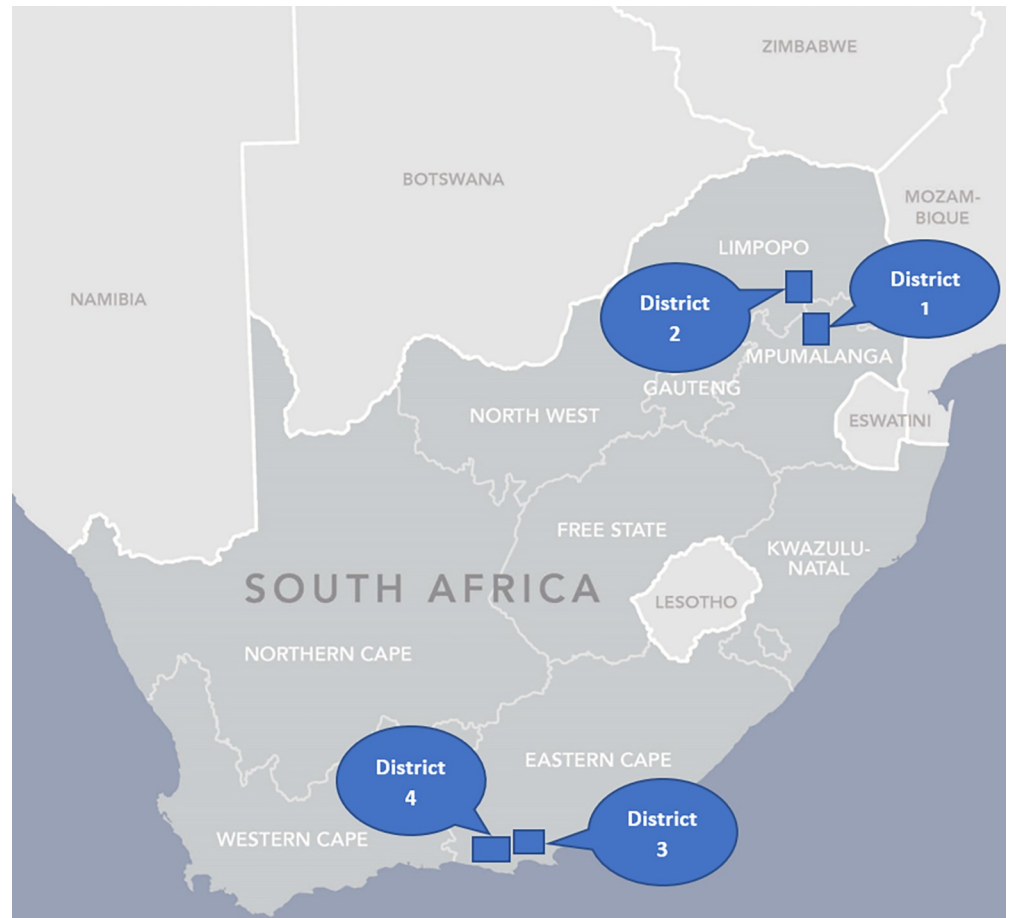 ZIMBABWE
BOTSWANA
MOZAM-
BIQUE
LIMPOPO
NAMIBIA
District
2
District
1
MPUMALANGA
GAUTENG
NORTH WEST
ESWATINI
FREE STATE
KWAZULU-
NATAL
SOUTH AFRICA
LESOTHO
NORTHERN CAPE
EASTERN CAPE
District
4
WESTERN CAPE
District
3